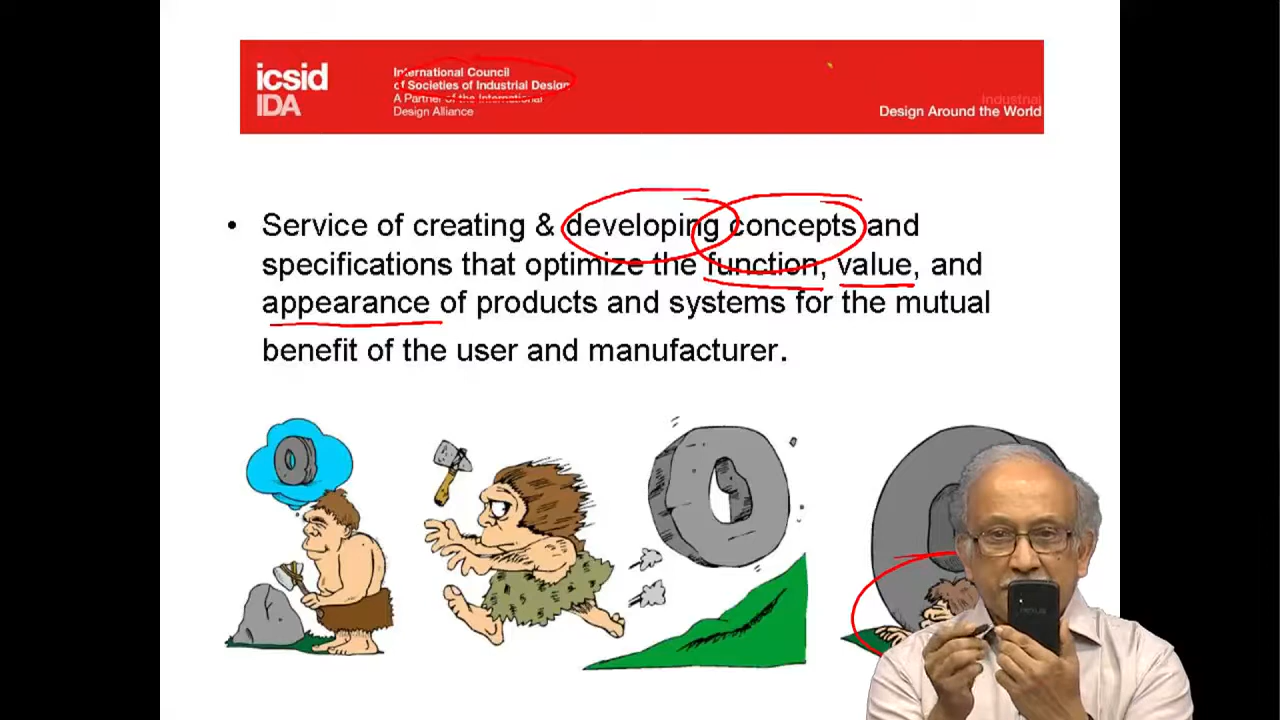 icsid
IDA
International Council
of Societies of Industrial Design
A Partner of the International
Design Alliance
Industrial
Design Around the World
• Service of creating & developing concepts and
specifications that optimize the function, value, and
appearance of products and systems for the mutual
benefit of the user and manufacturer.